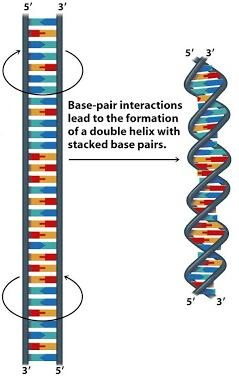 5′ 3′
5′ 3′
Base-pair interactions
lead to the formation
of a double helix with
stacked base pairs.
5′ 3′
3′ 5′